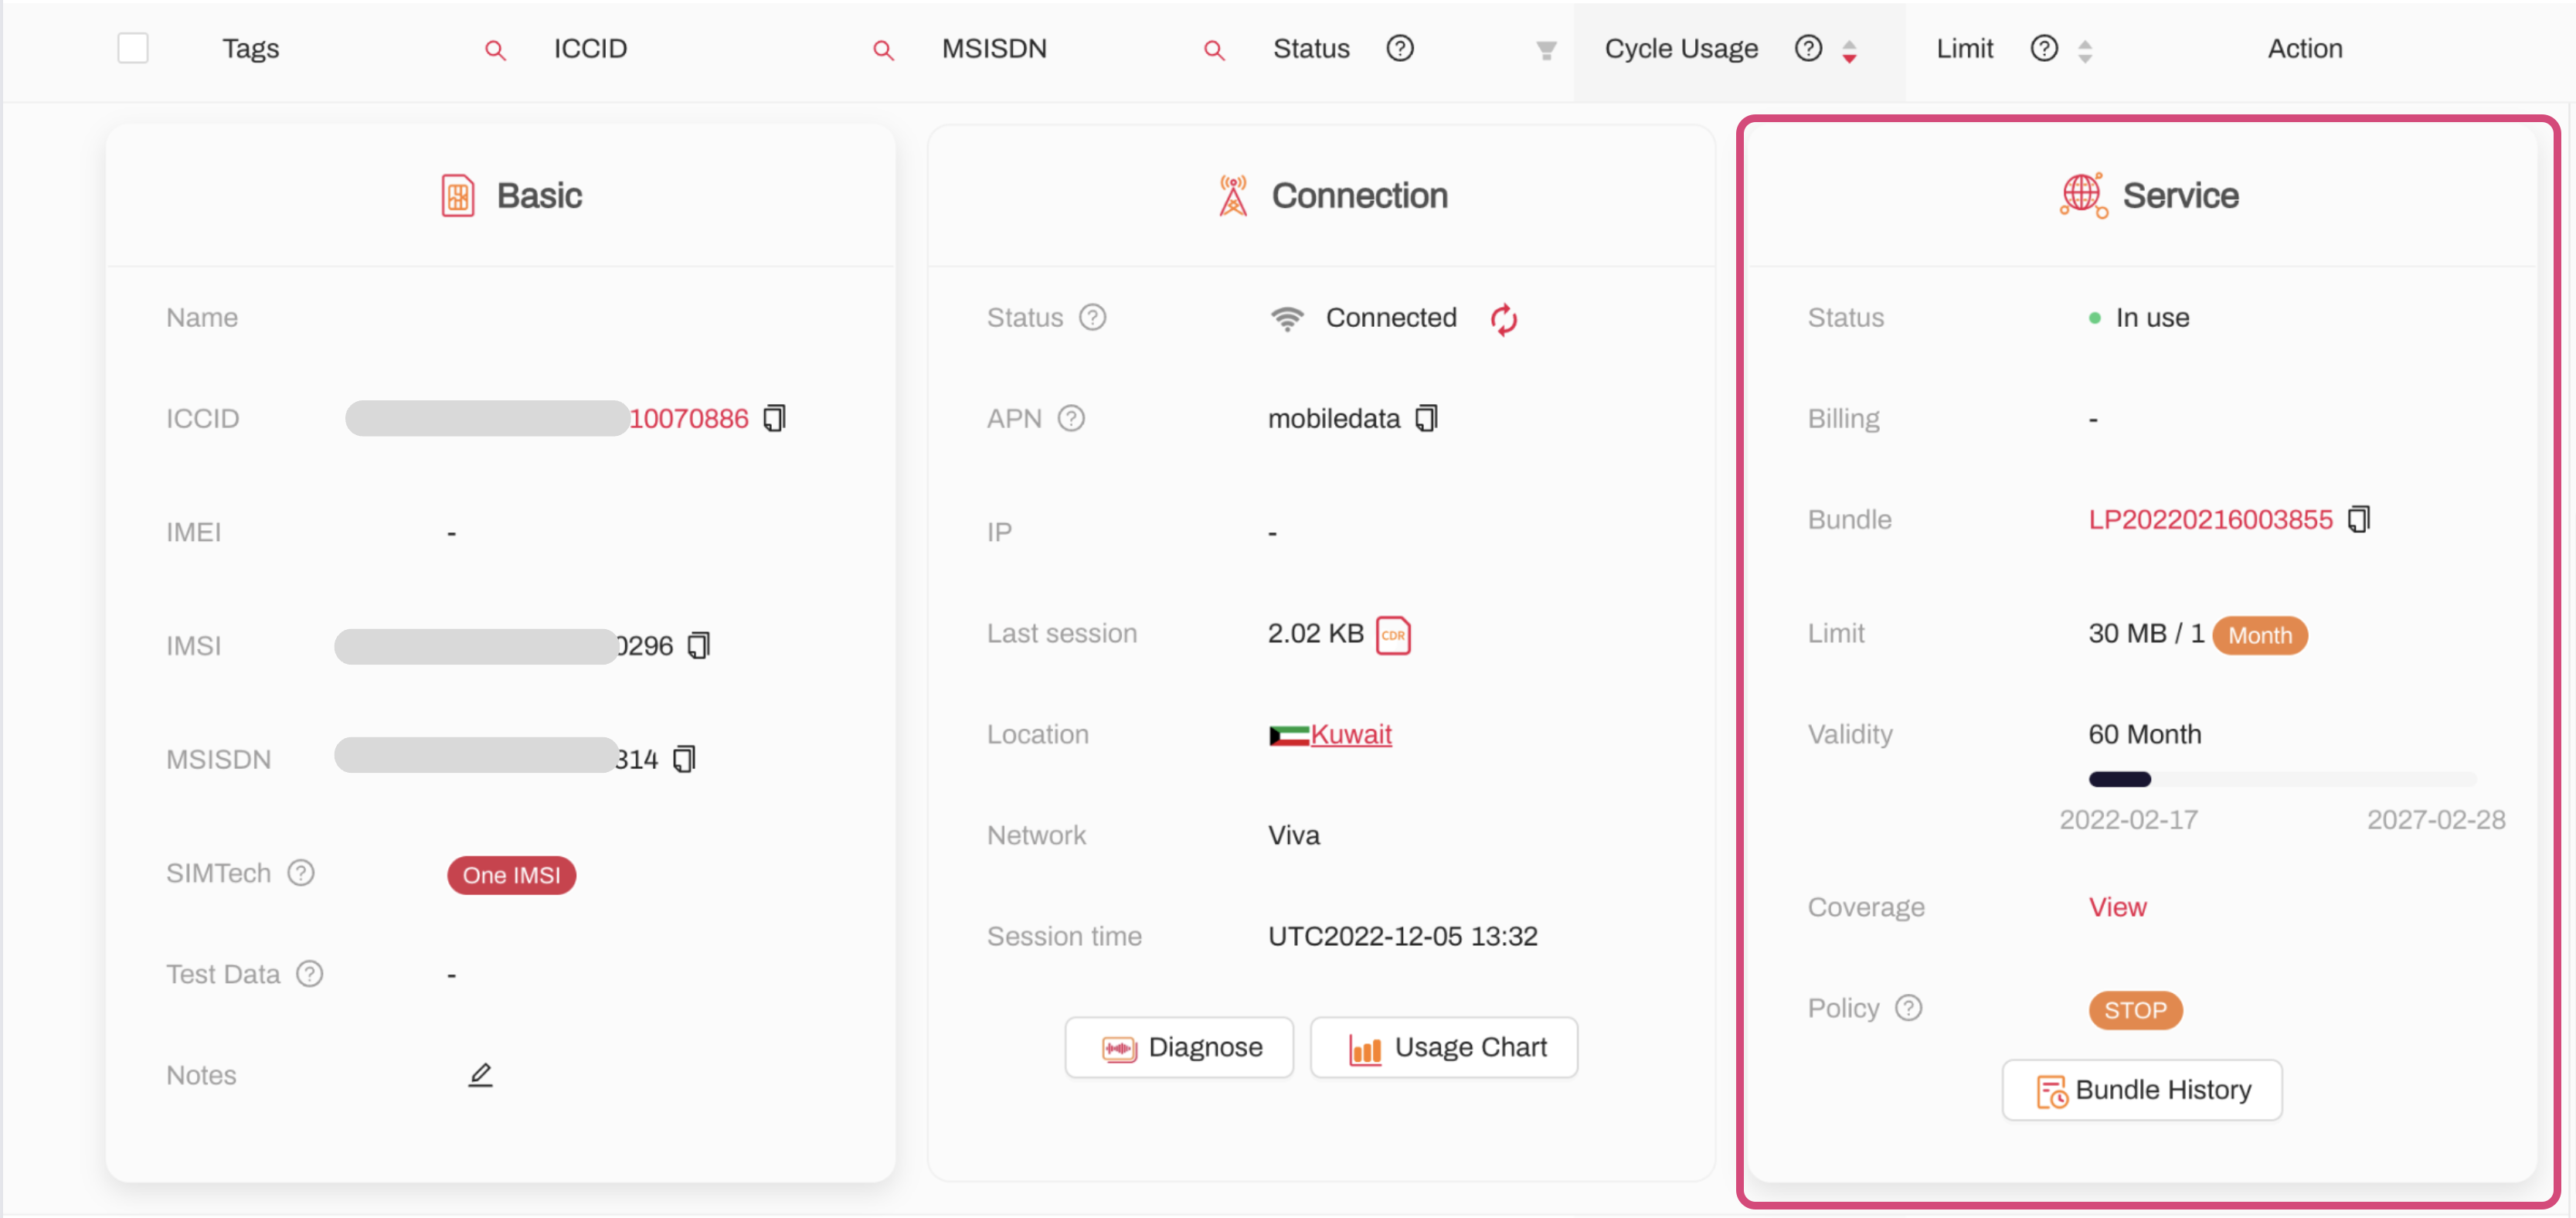 Tags ICCID MSISDN Status ? Cycle Usage ? Limit ? Action
Basic
Name
ICCID 10070886
IMEI -
IMSI 0296
MSISDN 314
SIMTech ? One IMSI
Test Data ? -
Notes
Connection
Status ? Connected
APN ? mobiledata
IP -
Last session 2.02 KB CDR
Location Kuwait
Network Viva
Session time UTC2022-12-05 13:32
Diagnose Usage Chart
Service
Status In use
Billing -
Bundle LP20220216003855
Limit 30 MB / 1 Month
Validity 60 Month
2022-02-17 2027-02-28
Coverage View
Policy ? STOP
Bundle History